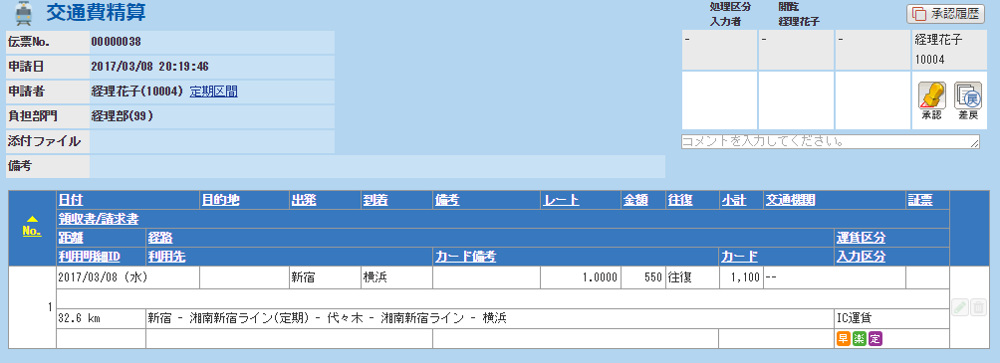 交通費精算
処理区分 閲覧
入力者 経理花子
承認履歴
伝票No. 00000038
申請日 2017/03/08 20:19:46
申請者 経理花子(10004) 定期区間
負担部門 経理部(99)
添付ファイル
備考
- - - 経理花子
10004
承認 差戻
コメントを入力してください。
No.
日付 目的地 出発 到着 備考 レート 金額 往復 小計 交通機関 証票
領収書/請求書
距離 経路 運賃区分
利用明細ID 利用先 カード備考 カード 入力区分
1
2017/03/08 (水) 新宿 横浜 1.0000 550 往復 1,100 --
32.6 km 新宿 - 湘南新宿ライン(定期) - 代々木 - 湘南新宿ライン - 横浜 IC運賃
早 楽 定